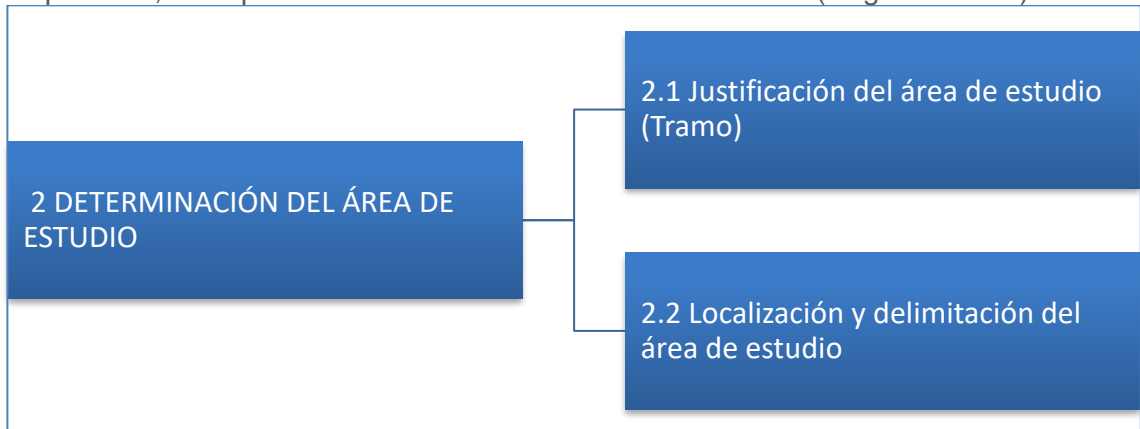 2 DETERMINACIÓN DEL ÁREA DE
ESTUDIO
2.1 Justificación del área de estudio
(Tramo)
2.2 Localización y delimitación del
área de estudio